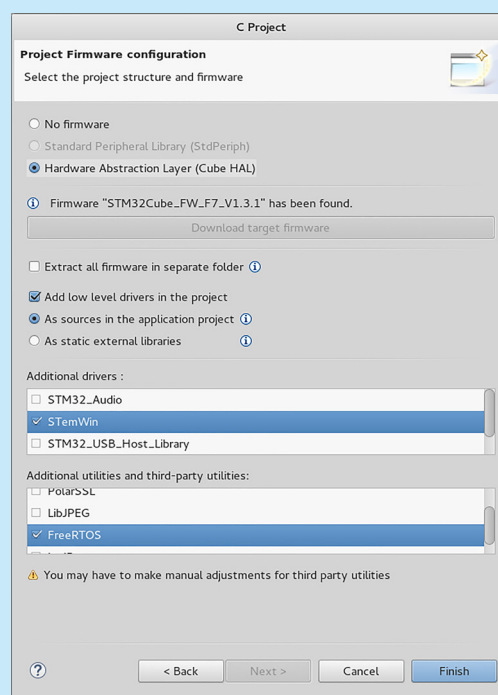 C Project
Project Firmware configuration
Select the project structure and firmware
No firmware
Standard Peripheral Library (StdPeriph)
Hardware Abstraction Layer (Cube HAL)
Firmware "STM32Cube_FW_F7_V1.3.1" has been found.
Download target firmware
Extract all firmware in separate folder
Add low level drivers in the project
As sources in the application project
As static external libraries
Additional drivers :
STM32_Audio
STemWin
STM32_USB_Host_Library
Additional utilities and third-party utilities:
PolarSSL
LibJPEG
FreeRTOS
You may have to make manual adjustments for third party utilities
< Back
Next >
Cancel
Finish